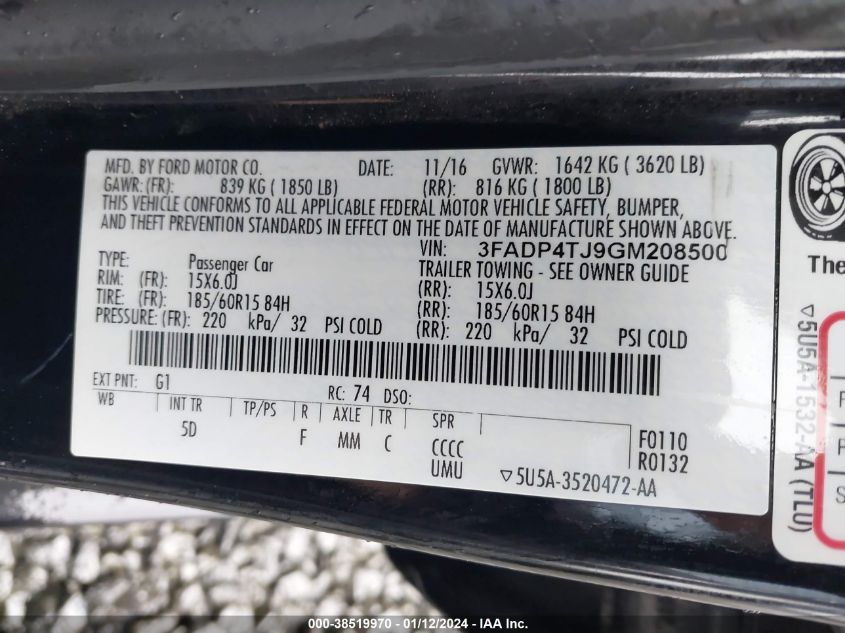 MFD. BY FORD MOTOR CO. DATE: 11/16 GVWR: 1642 KG ( 3620 LB)
GAWR: (FR): 839 KG ( 1850 LB) (RR): 816 KG ( 1800 LB)
THIS VEHICLE CONFORMS TO ALL APPLICABLE FEDERAL MOTOR VEHICLE SAFETY, BUMPER,
AND THEFT PREVENTION STANDARDS IN EFFECT ON THE DATE OF MANUFACTURE SHOWN ABOVE.
VIN: 3FADP4TJ9GM208500
TYPE: Passenger Car TRAILER TOWING - SEE OWNER GUIDE
RIM: (FR): 15X6.0J (RR): 15X6.0J
TIRE: (FR): 185/60R15 84H (RR): 185/60R15 84H
PRESSURE: (FR): 220 kPa/ 32 PSI COLD (RR): 220 kPa/ 32 PSI COLD
EXT PNT: G1 RC: 74 DSO:
WB INT TR TP/PS R AXLE TR SPR
5D F MM C CCCC F0110
UMU R0132
▽5U5A-3520472-AA
The
▽5U5A-1532-AA (TLU)
F
F
S
000-38519970 - 01/12/2024 - IAA Inc.